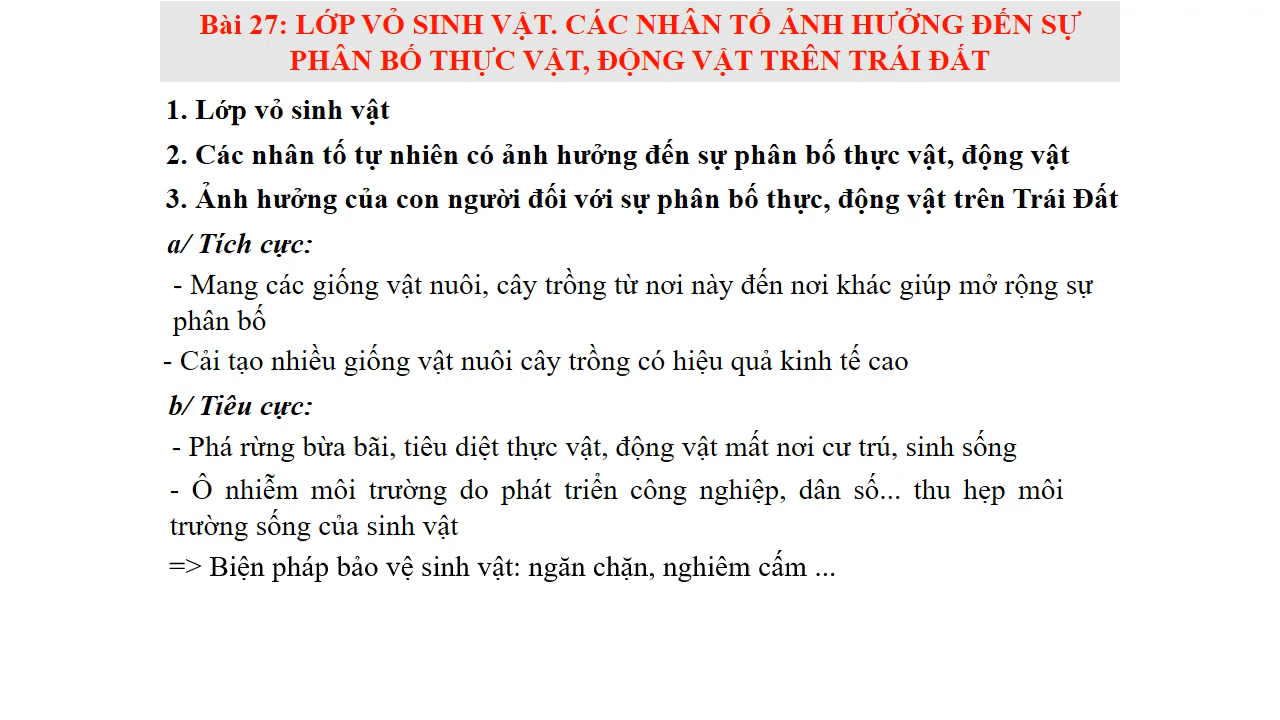 Bài 27: LỚP VỎ SINH VẬT. CÁC NHÂN TỐ ẢNH HƯỞNG ĐẾN SỰ
PHÂN BỐ THỰC VẬT, ĐỘNG VẬT TRÊN TRÁI ĐẤT
1. Lớp vỏ sinh vật
2. Các nhân tố tự nhiên có ảnh hưởng đến sự phân bố thực vật, động vật
3. Ảnh hưởng của con người đối với sự phân bố thực, động vật trên Trái Đất
a/ Tích cực:
- Mang các giống vật nuôi, cây trồng từ nơi này đến nơi khác giúp mở rộng sự
phân bố
- Cải tạo nhiều giống vật nuôi cây trồng có hiệu quả kinh tế cao
b/ Tiêu cực:
- Phá rừng bừa bãi, tiêu diệt thực vật, động vật mất nơi cư trú, sinh sống
- Ô nhiễm môi trường do phát triển công nghiệp, dân số... thu hẹp môi
trường sống của sinh vật
=> Biện pháp bảo vệ sinh vật: ngăn chặn, nghiêm cấm ...